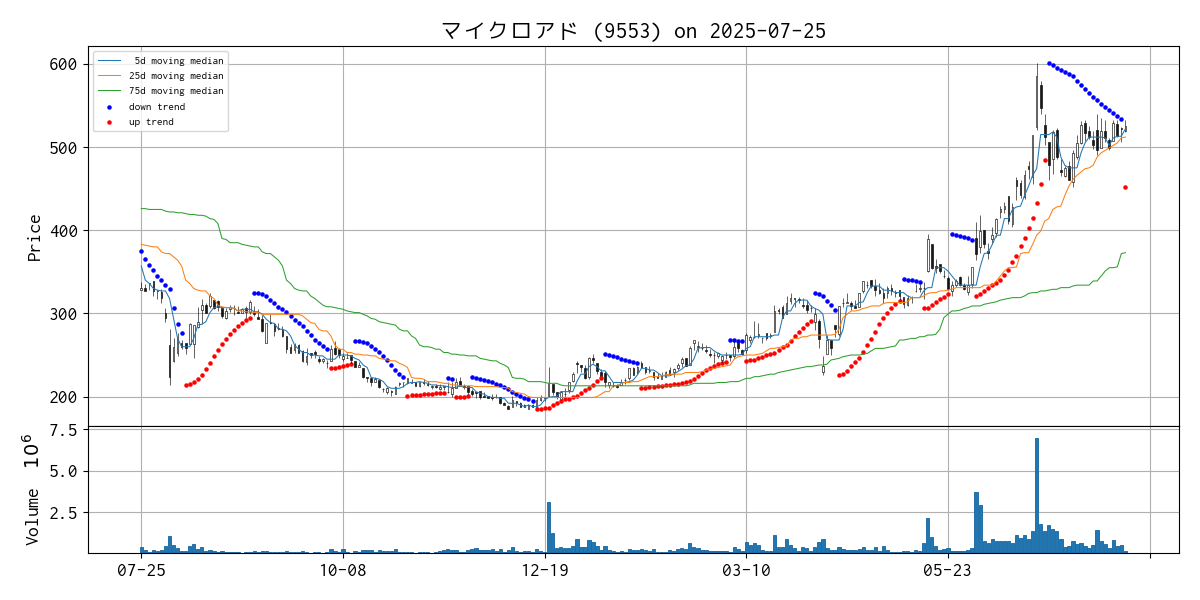 マイクロアド (9553) on 2025-07-25
5d moving median
25d moving median
75d moving median
down trend
up trend
600
500
400
300
200
Price
7.5
5.0
2.5
Volume 10^6
07-25 10-08 12-19 03-10 05-23